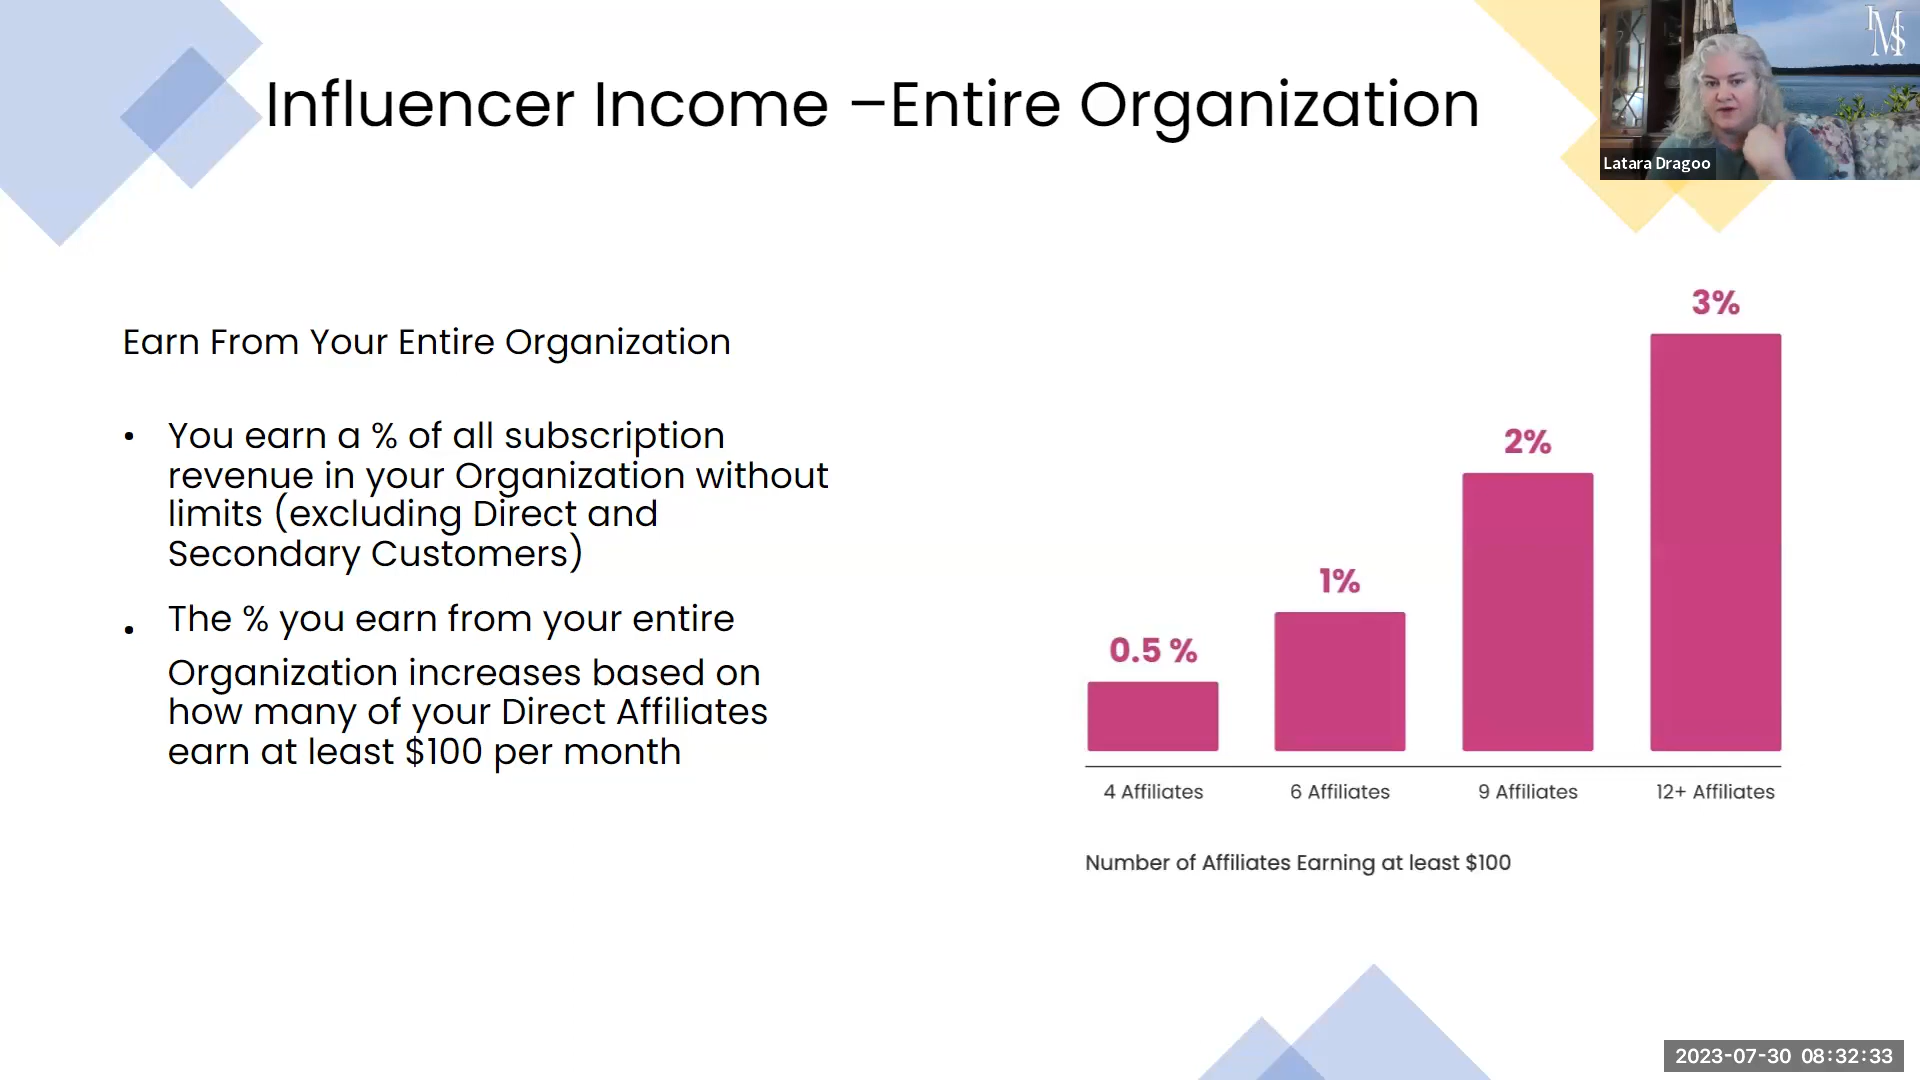 Influencer Income –Entire Organization
IMS
Latara Dragoo
Earn From Your Entire Organization
• You earn a % of all subscription
revenue in your Organization without
limits (excluding Direct and
Secondary Customers)
• The % you earn from your entire
Organization increases based on
how many of your Direct Affiliates
earn at least $100 per month
3%
2%
1%
0.5 %
4 Affiliates 6 Affiliates 9 Affiliates 12+ Affiliates
Number of Affiliates Earning at least $100
2023-07-30 08:32:33